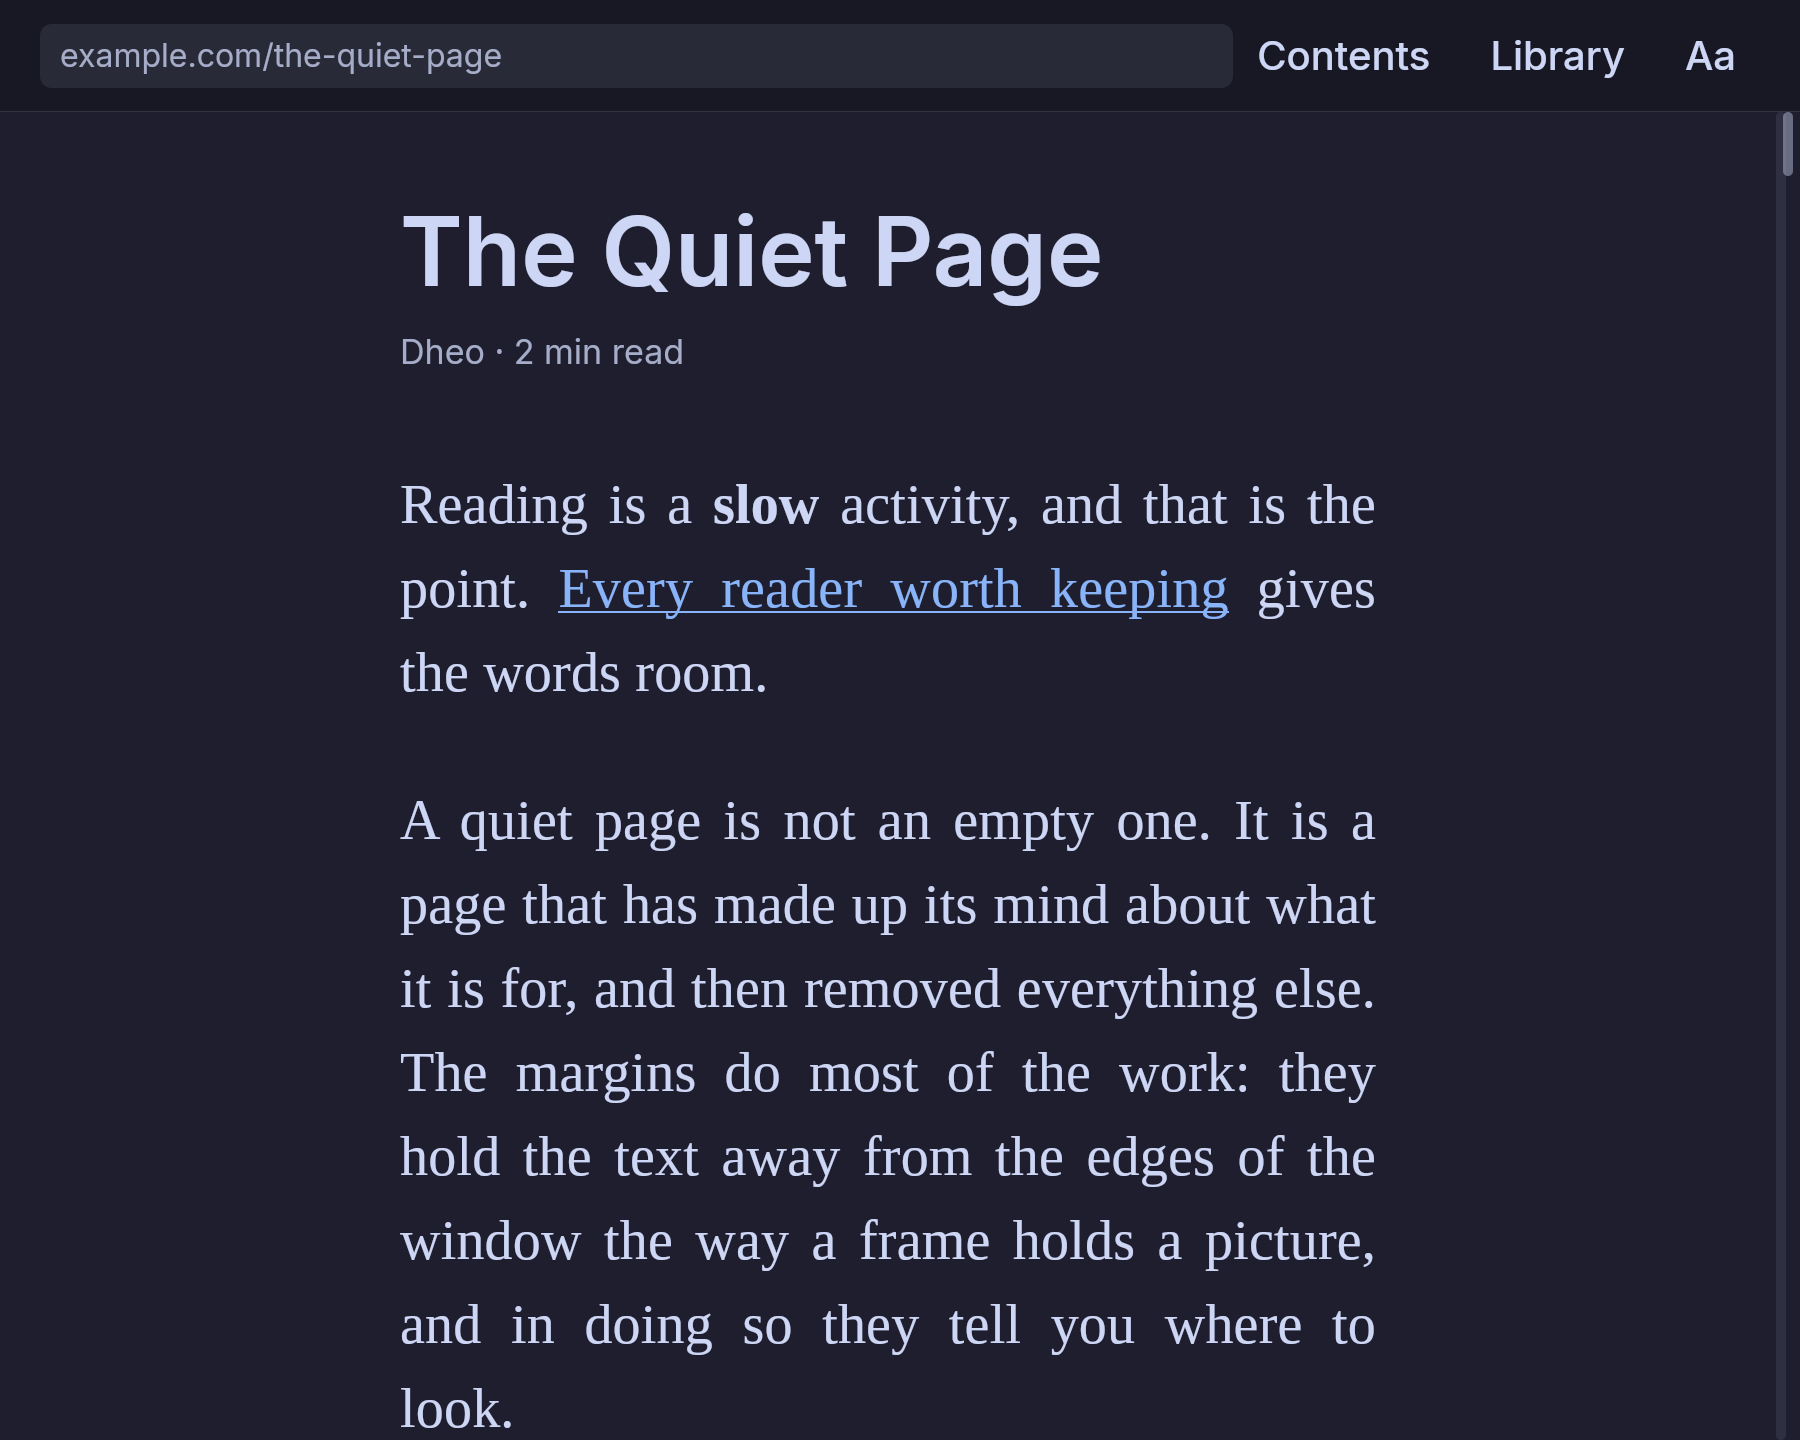 example.com/the-quiet-page
Contents
Library
Aa
The Quiet Page
Dheo · 2 min read
Reading is a slow activity, and that is the
point. Every reader worth keeping gives
the words room.
A quiet page is not an empty one. It is a
page that has made up its mind about what
it is for, and then removed everything else.
The margins do most of the work: they
hold the text away from the edges of the
window the way a frame holds a picture,
and in doing so they tell you where to
look.